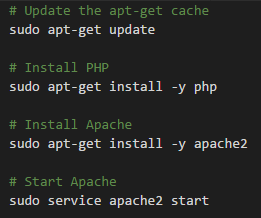 # Update the apt-get cache
sudo apt-get update
# Install PHP
sudo apt-get install -y php
# Install Apache
sudo apt-get install -y apache2
# Start Apache
sudo service apache2 start